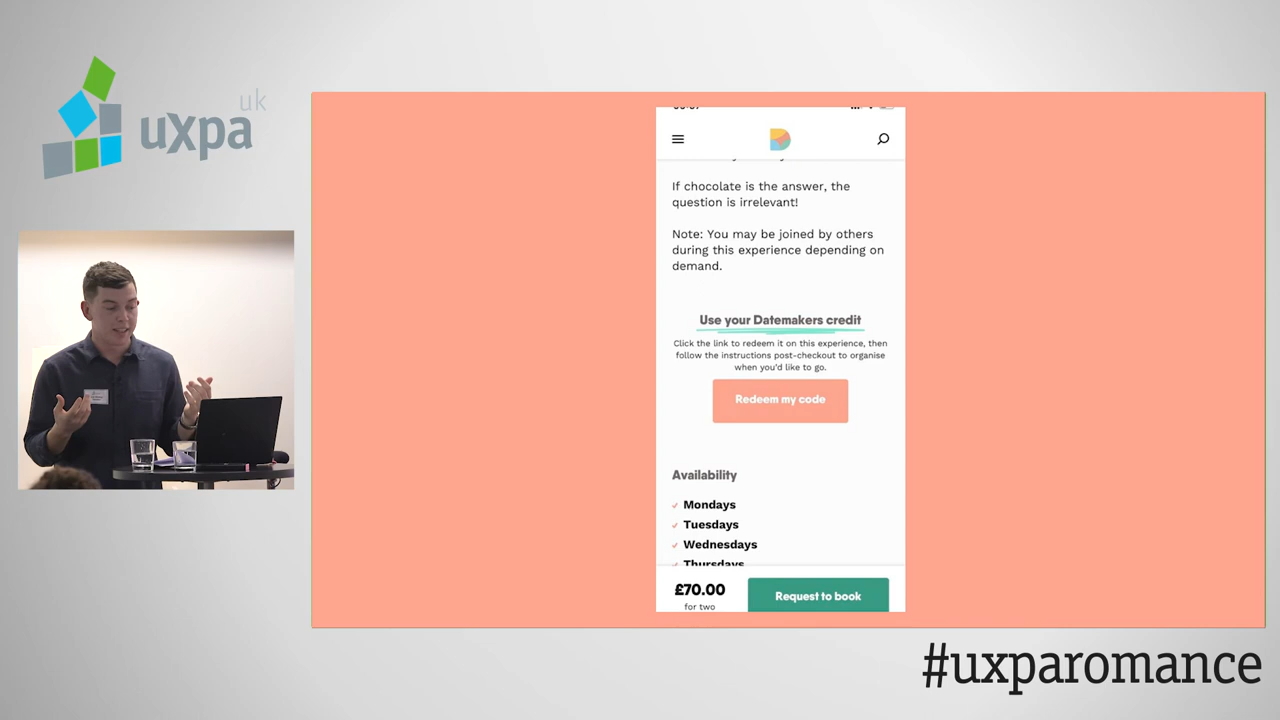 uk
uxpa
If chocolate is the answer, the
question is irrelevant!
Note: You may be joined by others
during this experience depending on
demand.
Use your Datemakers credit
Click the link to redeem it on this experience, then
follow the instructions post-checkout to organise
when you'd like to go.
Redeem my code
Availability
Mondays
Tuesdays
Wednesdays
Thursdays
£70.00
for two
Request to book
#uxparomance